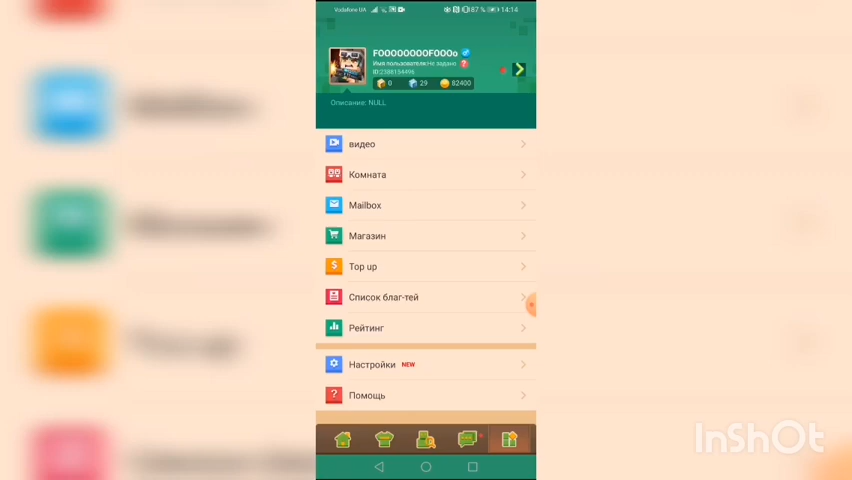 Vodafone UA 87 % 14:14
FOOOOOOOOFOOOo
Имя пользователя:Не задано
ID:2388154496
0 29 82400
Описание: NULL
видео
Комната
Mailbox
Магазин
Top up
Список благ-тей
Рейтинг
Настройки NEW
Помощь
InShOt